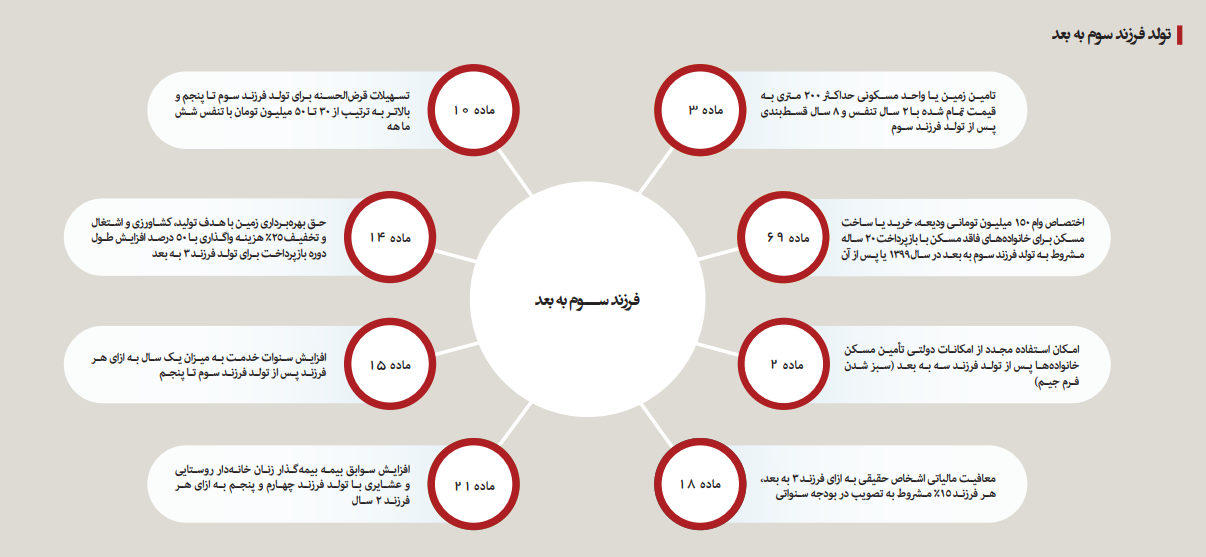 تولد فرزند سوم به بعد
ماده ۳
تامین زمین یا واحد مسکونی حداکثر ۲۰۰ متری به
قیمت تمام شده با ۲ سال تنفس و ۸ سال قسط‌بندی
پس از تولد فرزند سوم
ماده ۶۹
اختصاص وام ۱۵۰ میلیون تومانی ودیعه، خرید یا ساخت
مسکن برای خانواده‌های فاقد مسکن با بازپرداخت ۲۰ ساله
مشروط به تولد فرزند سوم به بعد در سال ۱۳۹۹ یا پس از آن
ماده ۲
امکان استفاده مجدد از امکانات دولتی تأمین مسکن
خانواده‌ها پس از تولد فرزند سه به بعد (سبز شدن
فرم جیم)
ماده ۱۸
معافیت مالیاتی اشخاص حقیقی به ازای فرزند ۳ به بعد،
هر فرزند ۱۵٪ مشروط به تصویب در بودجه سنواتی
فرزند سوم به بعد
ماده ۱۰
تسهیلات قرض‌الحسنه برای تولد فرزند سوم تا پنجم و
بالاتر به ترتیب از ۳۰ تا ۵۰ میلیون تومان با تنفس شش
ماهه
ماده ۱۴
حق بهره‌برداری زمین با هدف تولید، کشاورزی و اشتغال
و تخفیف ۲۵٪ هزینه واگذاری با ۵۰ درصد افزایش طول
دوره بازپرداخت برای تولد فرزند ۳ به بعد
ماده ۱۵
افزایش سنوات خدمت به میزان یک سال به ازای هر
فرزند پس از تولد فرزند سوم تا پنجم
ماده ۲۱
افزایش سوابق بیمه بیمه‌گذار زنان خانه‌دار روستایی
و عشایری با تولد فرزند چهارم و پنجم به ازای هر
فرزند ۲ سال